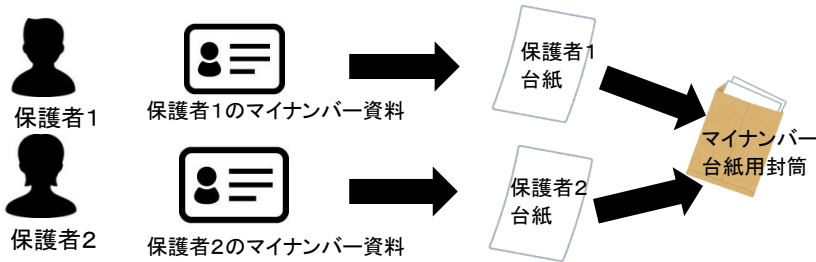 保護者1
保護者1のマイナンバー資料
保護者1
台紙
マイナンバー
台紙用封筒
保護者2
保護者2のマイナンバー資料
保護者2
台紙